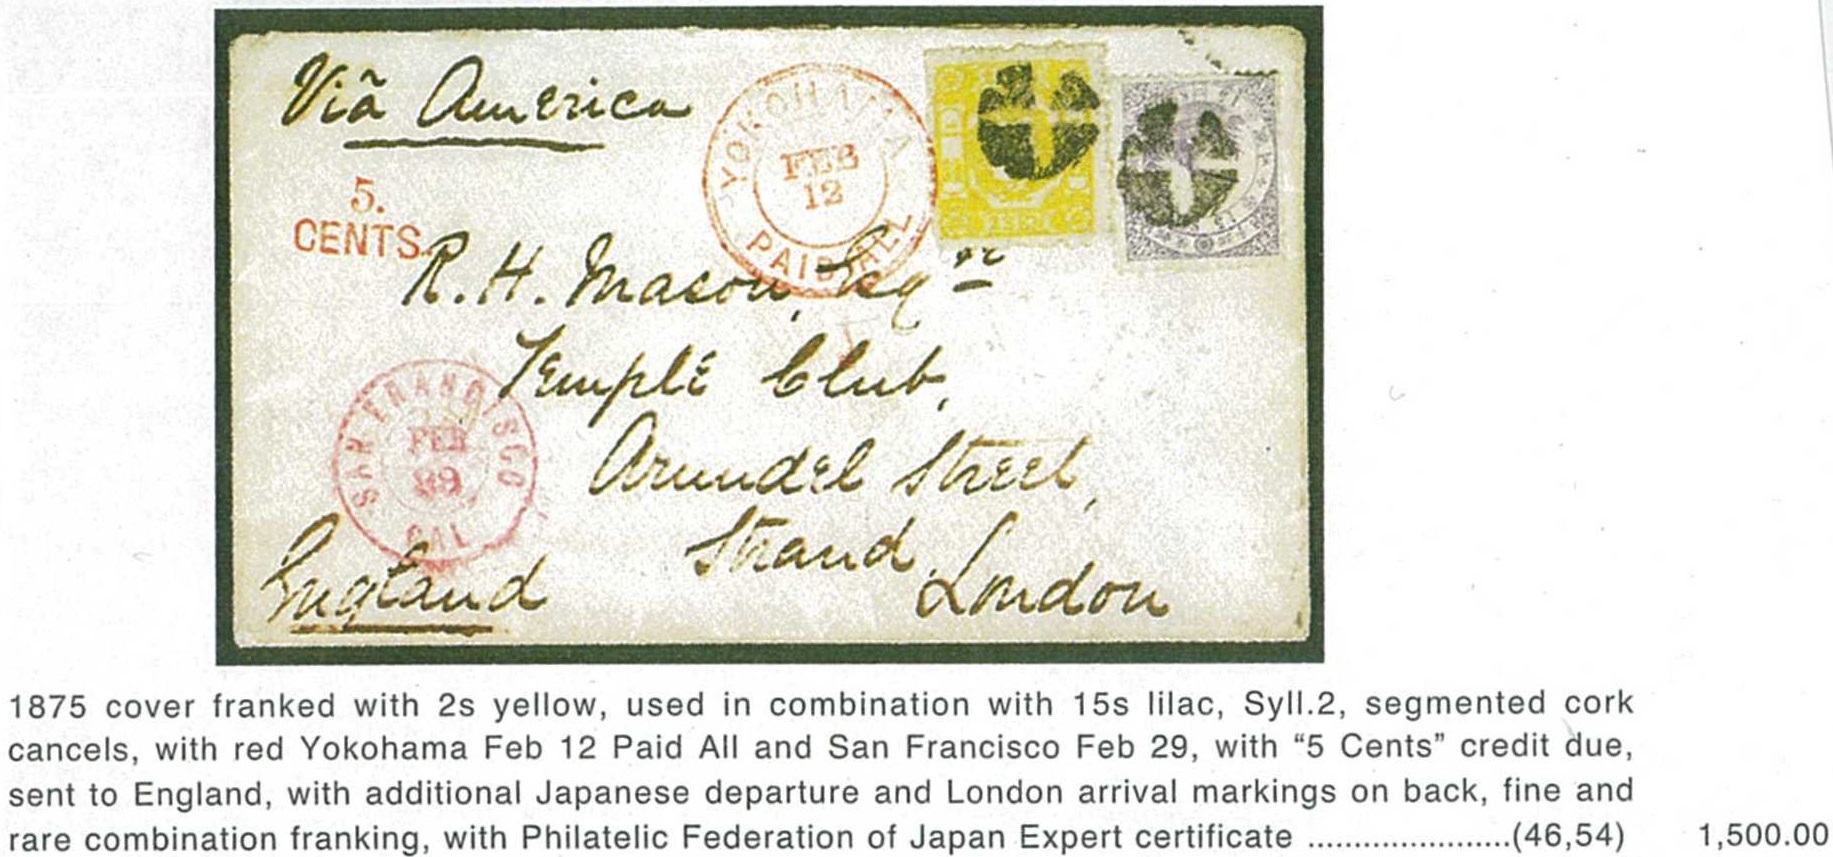 Viã America
5.
CENTS.
YOKOHAMA
FEB
12
PAID ALL
R. H. Mason, Esqre
Temple Club,
Arundel Street,
Strand,
London
England
SAN FRANCISCO
FEB
29
CAL
1875 cover franked with 2s yellow, used in combination with 15s lilac, Syll.2, segmented cork
cancels, with red Yokohama Feb 12 Paid All and San Francisco Feb 29, with “5 Cents” credit due,
sent to England, with additional Japanese departure and London arrival markings on back, fine and
rare combination franking, with Philatelic Federation of Japan Expert certificate ......................(46,54) 1,500.00